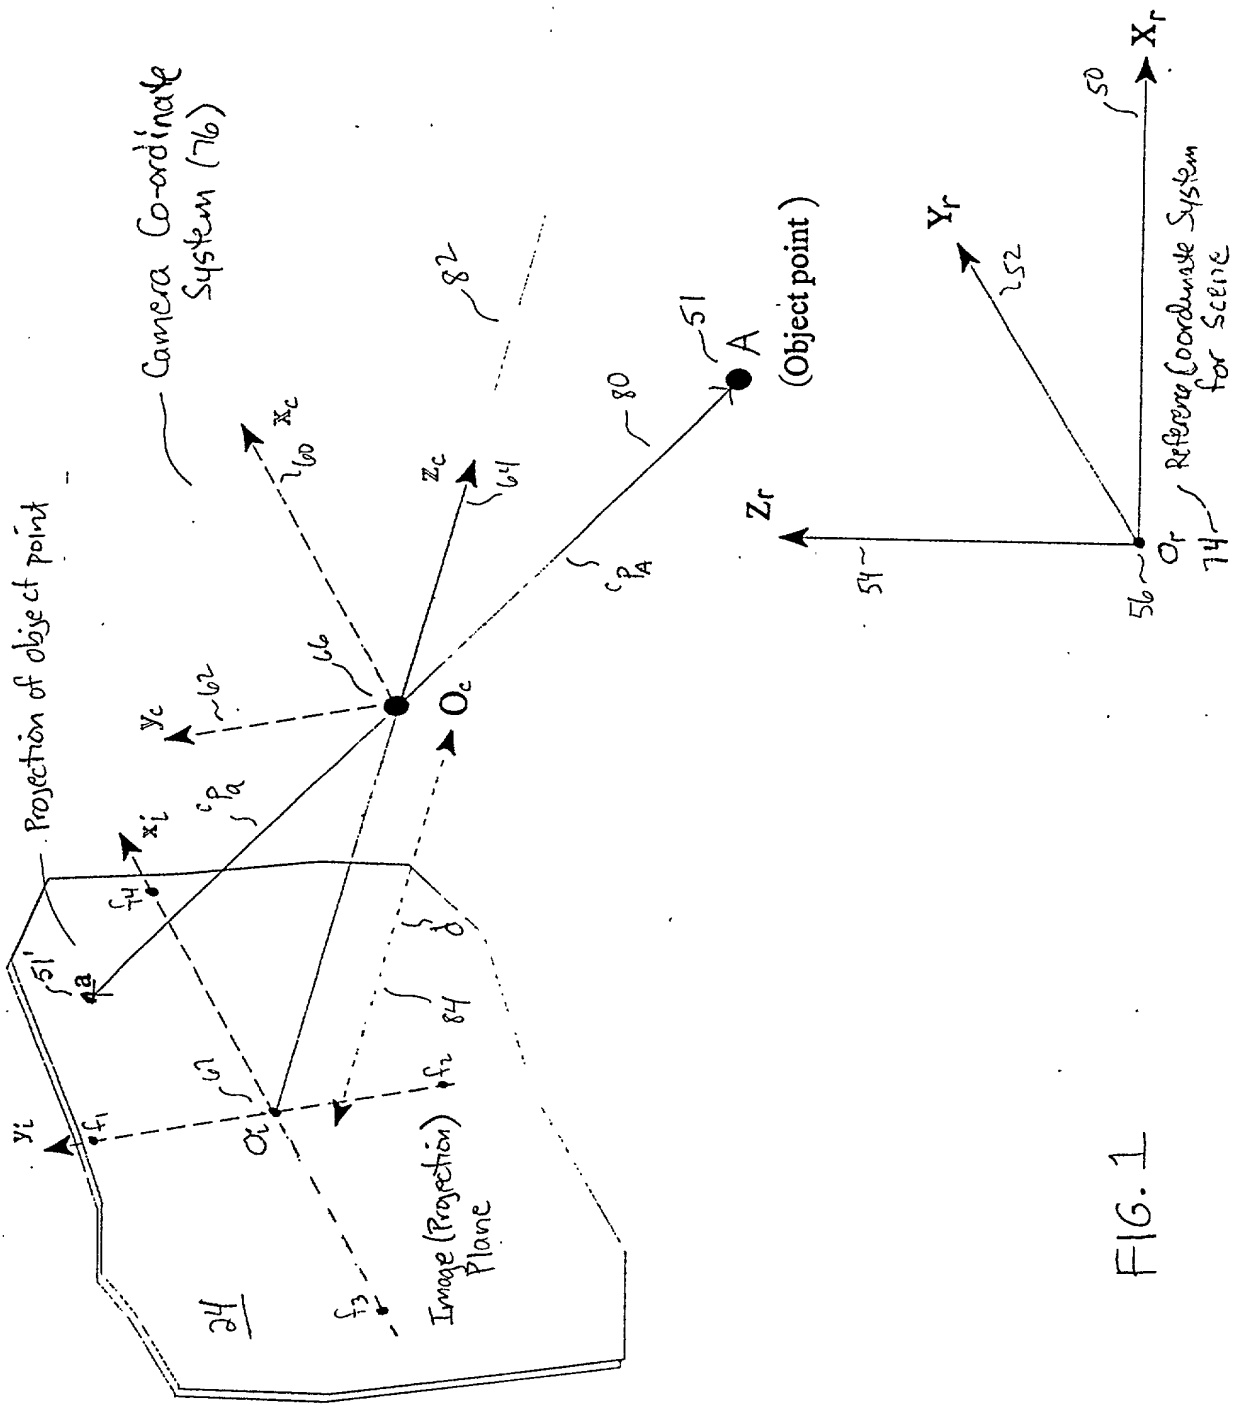 Projection of object point
Camera Co-ordinate
System (76)
51'
a
yi
f1
f4
xi
67
Oi
24
f3
f2
Image (Projection)
Plane
84
d
cPa
yc
62
66
Oc
xc
60
zc
64
82
80
cPA
51
A
(Object point)
Zr
54
Yr
52
50
Xr
56
Or
74
Reference Coordinate System
for scene
FIG. 1